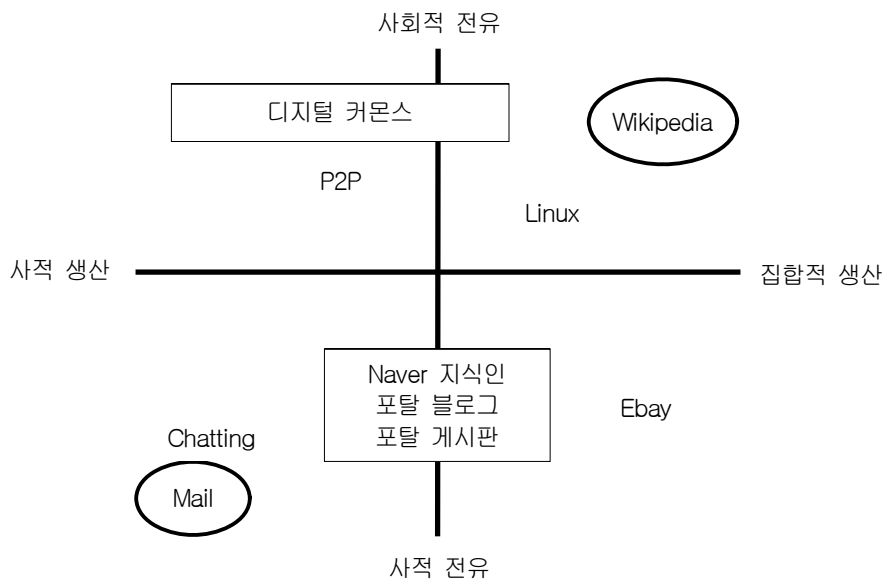 사회적 전유
디지털 커몬스
Wikipedia
P2P
Linux
사적 생산
집합적 생산
Naver 지식인
포탈 블로그
포탈 게시판
Ebay
Chatting
Mail
사적 전유